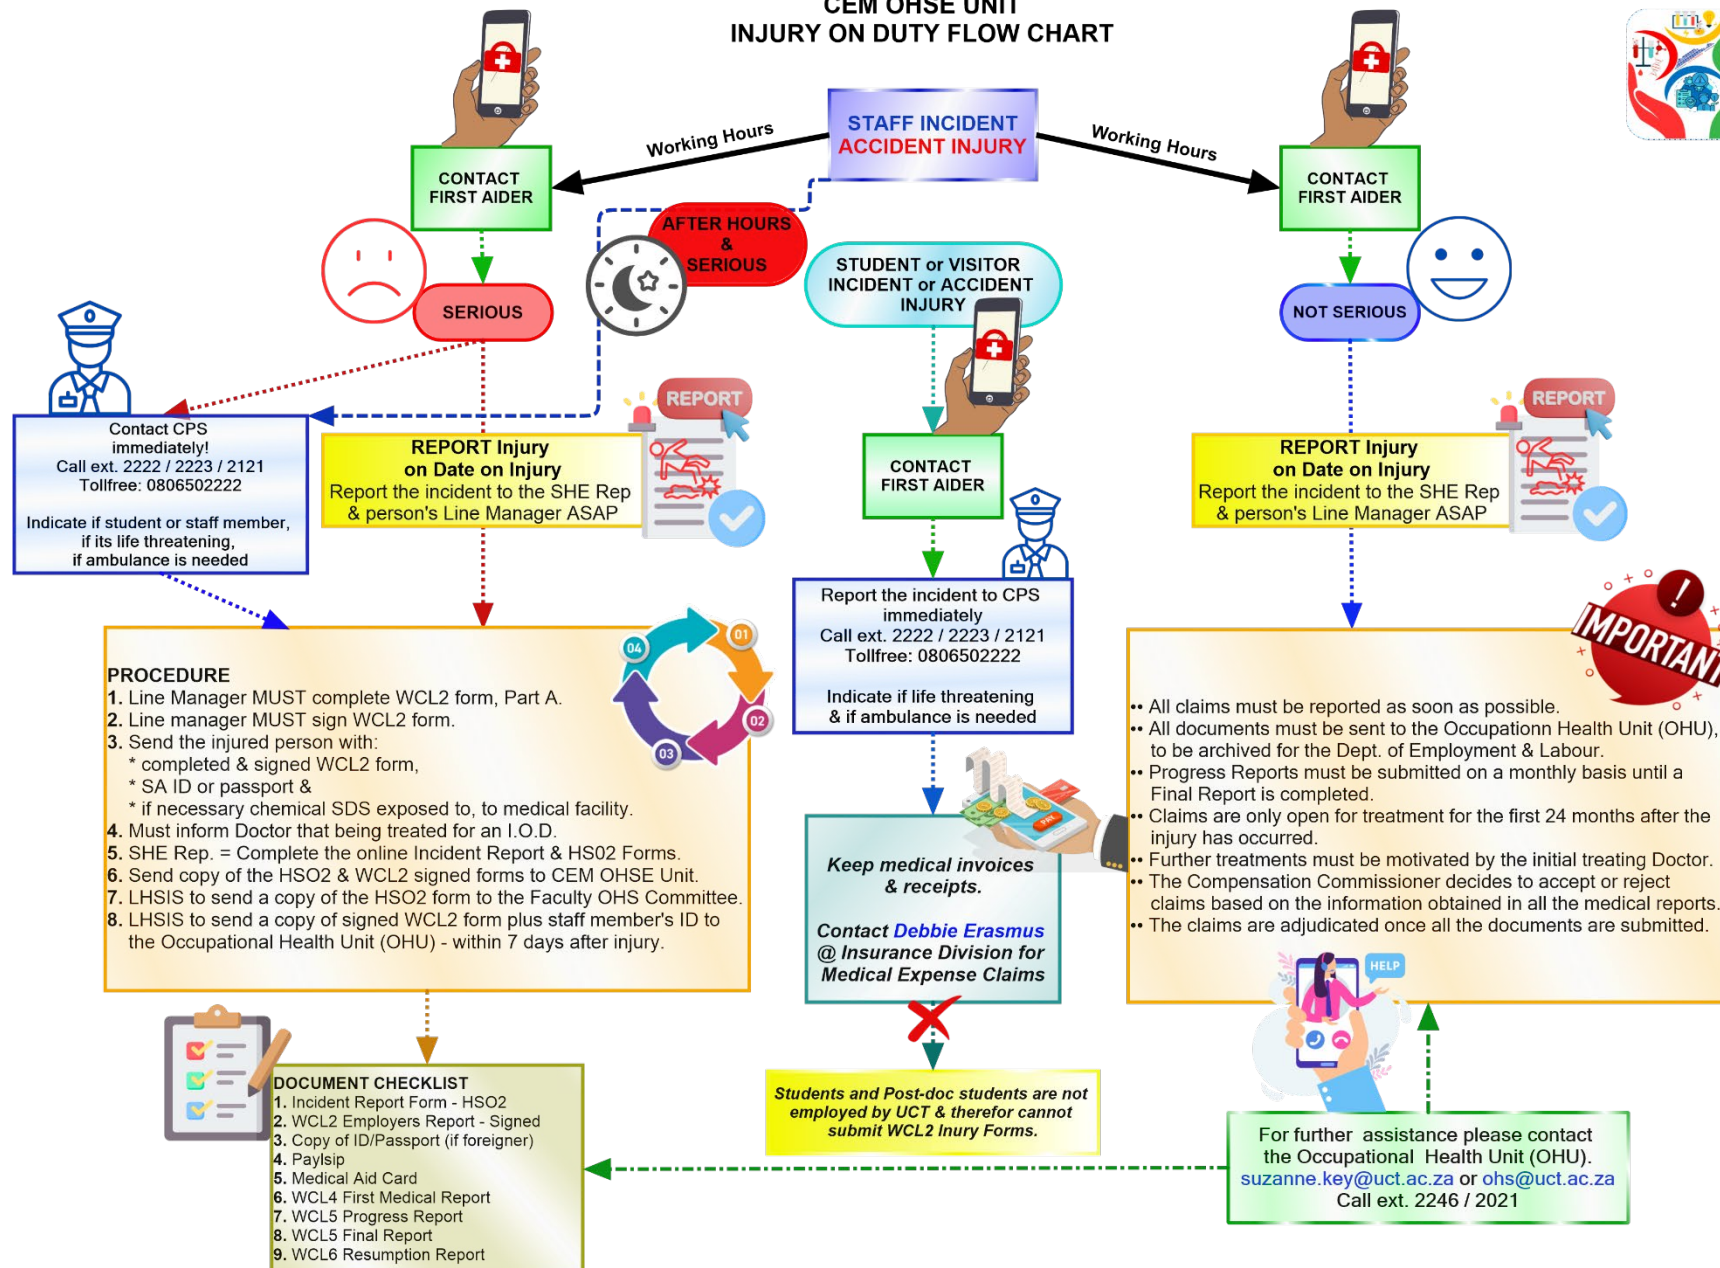 CEM OHSE UNIT
INJURY ON DUTY FLOW CHART
STAFF INCIDENT
ACCIDENT INJURY
Working Hours
Working Hours
CONTACT
FIRST AIDER
CONTACT
FIRST AIDER
AFTER HOURS
&
SERIOUS
STUDENT or VISITOR
INCIDENT or ACCIDENT
INJURY
SERIOUS
NOT SERIOUS
Contact CPS
immediately!
Call ext. 2222 / 2223 / 2121
Tollfree: 0806502222
Indicate if student or staff member,
if its life threatening,
if ambulance is needed
REPORT
REPORT Injury
on Date on Injury
Report the incident to the SHE Rep
& person's Line Manager ASAP
CONTACT
FIRST AIDER
REPORT
REPORT Injury
on Date on Injury
Report the incident to the SHE Rep
& person's Line Manager ASAP
Report the incident to CPS
immediately
Call ext. 2222 / 2223 / 2121
Tollfree: 0806502222
Indicate if life threatening
& if ambulance is needed
01
02
03
04
PROCEDURE
1. Line Manager MUST complete WCL2 form, Part A.
2. Line manager MUST sign WCL2 form.
3. Send the injured person with:
* completed & signed WCL2 form,
* SA ID or passport &
* if necessary chemical SDS exposed to, to medical facility.
4. Must inform Doctor that being treated for an I.O.D.
5. SHE Rep. = Complete the online Incident Report & HS02 Forms.
6. Send copy of the HSO2 & WCL2 signed forms to CEM OHSE Unit.
7. LHSIS to send a copy of the HSO2 form to the Faculty OHS Committee.
8. LHSIS to send a copy of signed WCL2 form plus staff member's ID to
the Occupational Health Unit (OHU) - within 7 days after injury.
PAY
Keep medical invoices
& receipts.
Contact Debbie Erasmus
@ Insurance Division for
Medical Expense Claims
!
IMPORTANT
•• All claims must be reported as soon as possible.
•• All documents must be sent to the Occupationn Health Unit (OHU),
to be archived for the Dept. of Employment & Labour.
•• Progress Reports must be submitted on a monthly basis until a
Final Report is completed.
•• Claims are only open for treatment for the first 24 months after the
injury has occurred.
•• Further treatments must be motivated by the initial treating Doctor.
•• The Compensation Commissioner decides to accept or reject
claims based on the information obtained in all the medical reports.
•• The claims are adjudicated once all the documents are submitted.
HELP
DOCUMENT CHECKLIST
1. Incident Report Form - HSO2
2. WCL2 Employers Report - Signed
3. Copy of ID/Passport (if foreigner)
4. Paylsip
5. Medical Aid Card
6. WCL4 First Medical Report
7. WCL5 Progress Report
8. WCL5 Final Report
9. WCL6 Resumption Report
Students and Post-doc students are not
employed by UCT & therefor cannot
submit WCL2 Inury Forms.
For further assistance please contact
the Occupational Health Unit (OHU).
suzanne.key@uct.ac.za or ohs@uct.ac.za
Call ext. 2246 / 2021